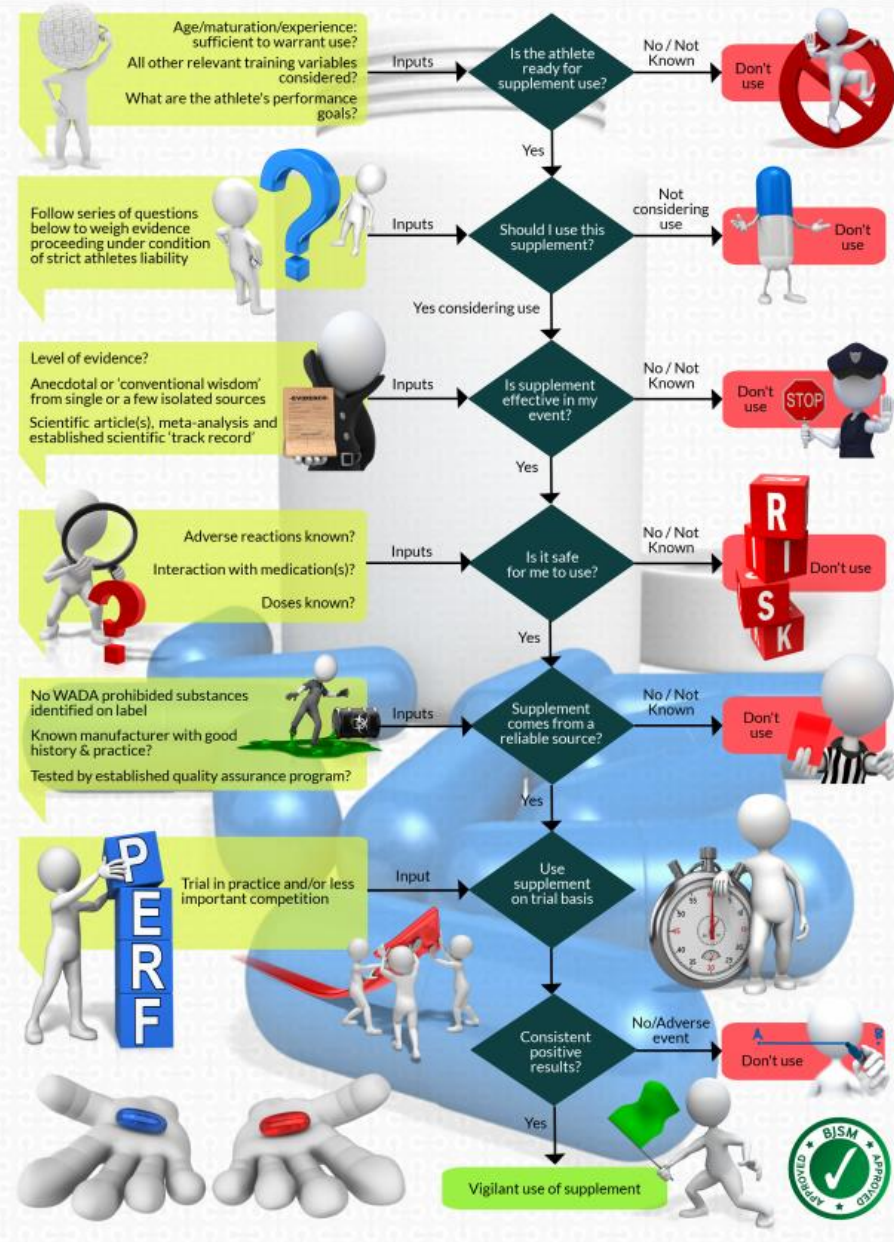 Age/maturation/experience:
sufficient to warrant use?
All other relevant training variables
considered?
What are the athlete's performance
goals?
Inputs
Is the athlete
ready for
supplement use?
No / Not
Known
Don't
use
Yes
Follow series of questions
below to weigh evidence
proceeding under condition
of strict athletes liability
Inputs
Should I use this
supplement?
Not
considering
use
Don't
use
Yes considering use
Level of evidence?
Anecdotal or 'conventional wisdom'
from single or a few isolated sources
Scientific article(s), meta-analysis and
established scientific 'track record'
EVIDENCE
Inputs
Is supplement
effective in my
event?
No / Not
Known
Don't
use
STOP
Yes
Adverse reactions known?
Interaction with medication(s)?
Doses known?
Inputs
Is it safe
for me to use?
No / Not
Known
Don't use
R
I
S
K
Yes
No WADA prohibided substances
identified on label
Known manufacturer with good
history & practice?
Tested by established quality assurance program?
Inputs
Supplement
comes from a
reliable source?
No / Not
Known
Don't
use
Yes
P
E
R
F
Trial in practice and/or less
important competition
Input
Use
supplement
on trial basis
Consistent
positive
results?
No/Adverse
event
A
Don't use
Yes
Vigilant use of supplement
BJSM
APPROVED
APPROVED